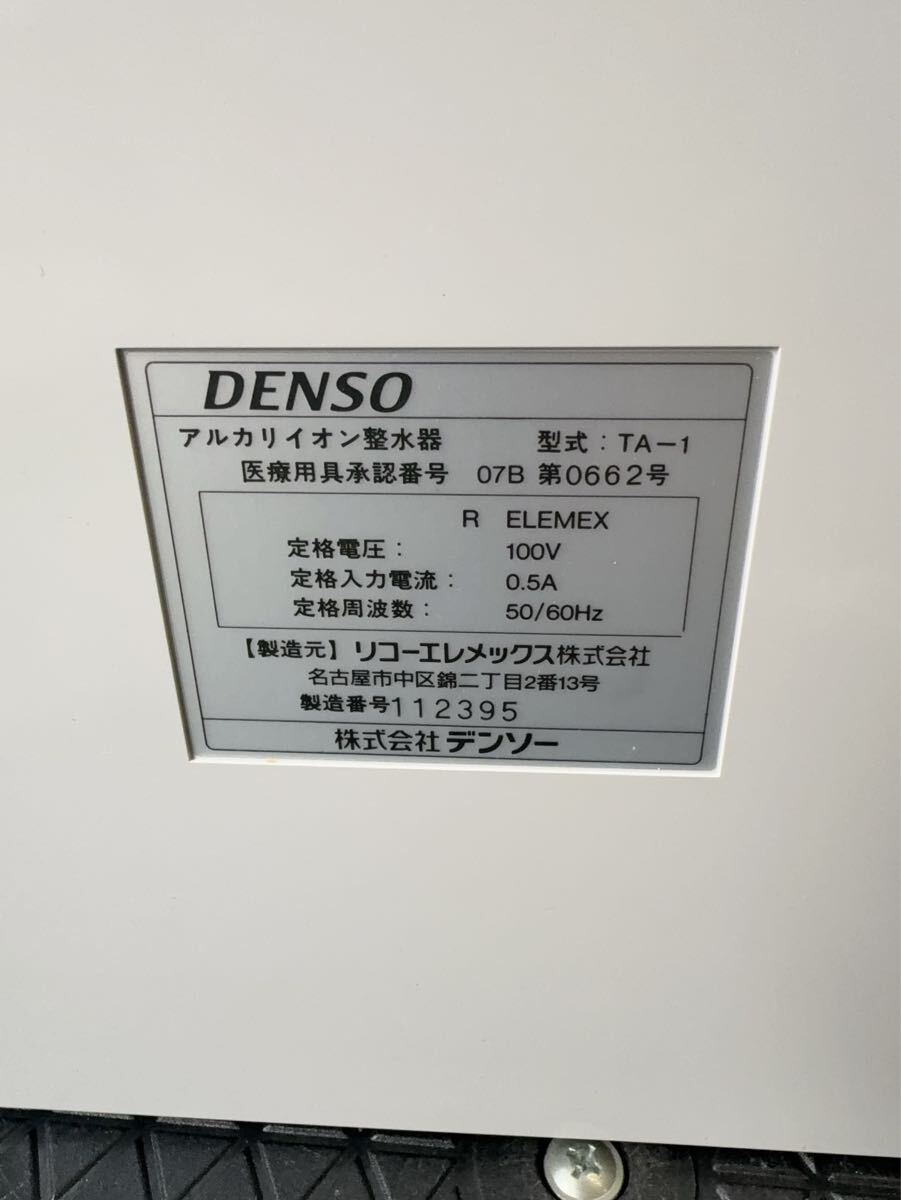 DENSO
アルカリイオン整水器 型式：TA－1
医療用具承認番号 07B 第0662号
R ELEMEX
定格電圧： 100V
定格入力電流： 0.5A
定格周波数： 50/60Hz
【製造元】リコーエレメックス株式会社
名古屋市中区錦二丁目2番13号
製造番号112395
株式会社デンソー